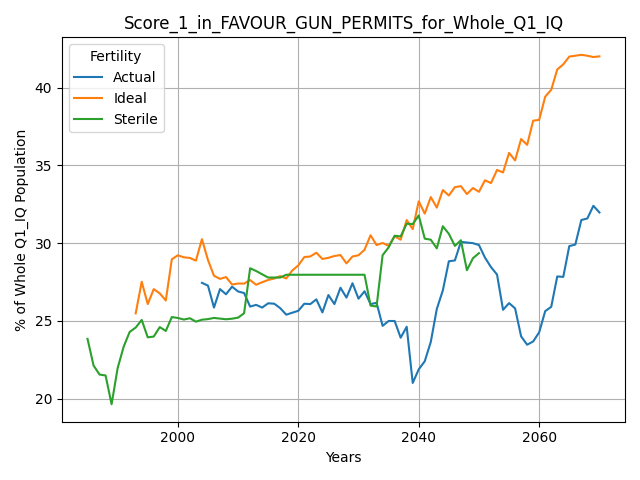 Score_1_in_FAVOUR_GUN_PERMITS_for_Whole_Q1_IQ
Fertility
Actual
Ideal
Sterile
% of Whole Q1_IQ Population
40
35
30
25
20
2000
2020
2040
2060
Years